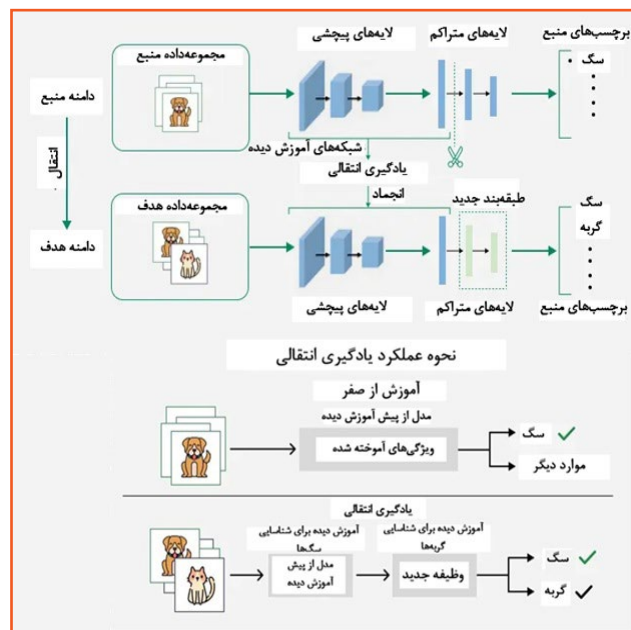 برچسب‌های منبع
لایه‌های متراکم
لایه‌های پیچشی
مجموعه‌داده منبع
سگ
دامنه منبع
شبکه‌های آموزش دیده
انتقال
یادگیری انتقالی
انجماد
طبقه‌بند جدید
مجموعه‌داده هدف
سگ
گربه
دامنه هدف
برچسب‌های منبع
لایه‌های متراکم
لایه‌های پیچشی
نحوه عملکرد یادگیری انتقالی
آموزش از صفر
مدل از پیش آموزش دیده
سگ
ویژگی‌های آموخته شده
موارد دیگر
یادگیری انتقالی
آموزش دیده برای شناسایی
سگ‌ها
آموزش دیده برای شناسایی
گربه‌ها
مدل از پیش
آموزش دیده
وظیفه جدید
سگ
گربه